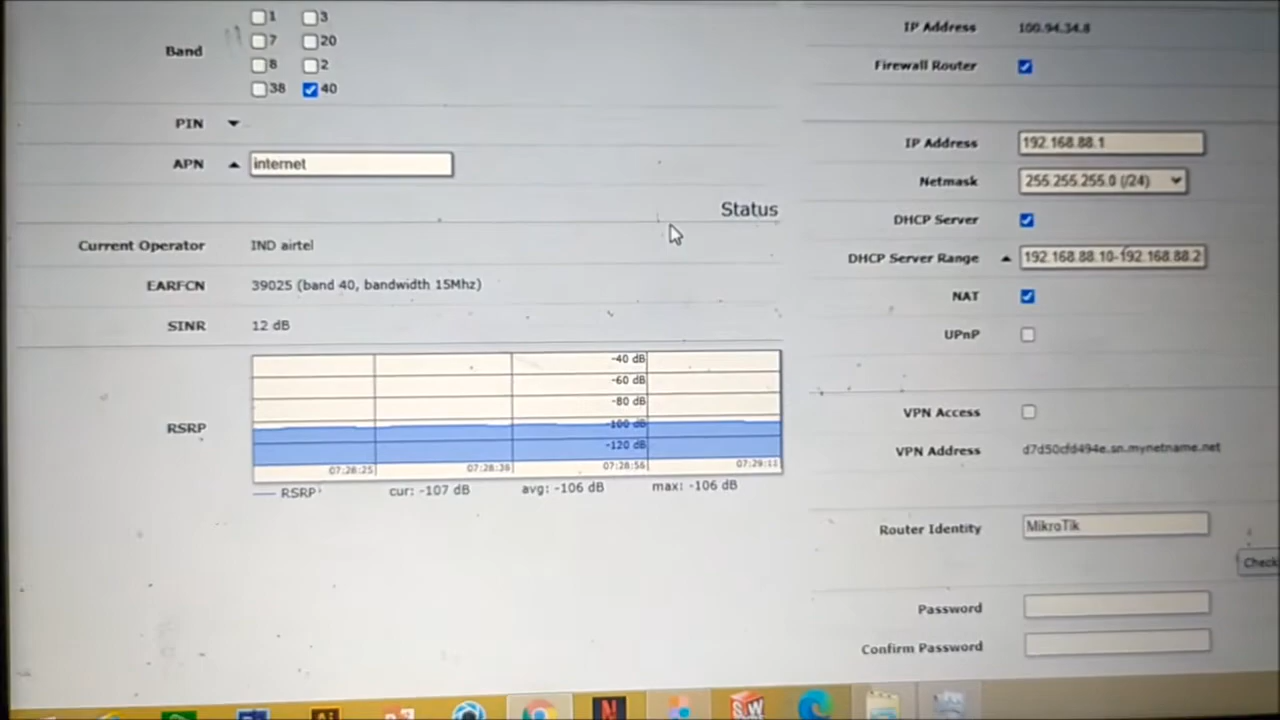 1 3
Band 7 20
8 2
38 40
PIN
APN internet
Status
Current Operator IND airtel
EARFCN 39025 (band 40, bandwidth 15Mhz)
SINR 12 dB
RSRP
-40 dB
-60 dB
-80 dB
-100 dB
-120 dB
07:28:25 07:28:38 07:28:56
RSRP cur: -107 dB avg: -106 dB max: -106 dB
IP Address 100.94.34.8
Firewall Router
IP Address 192.168.88.1
Netmask 255.255.255.0 (/24)
DHCP Server
DHCP Server Range 192.168.88.10-192.168.88.2
NAT
UPnP
VPN Access
VPN Address d7d50cfd494e.sn.mynetname.net
Router Identity MikroTik
Check
Password
Confirm Password